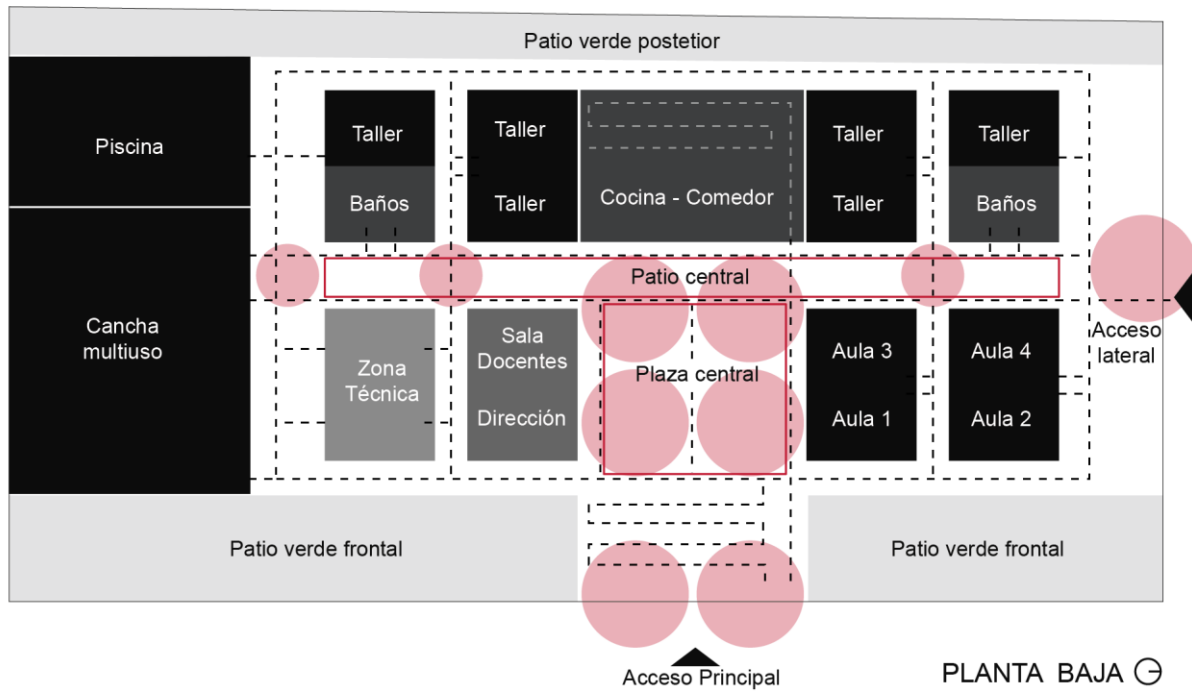 Patio verde postetior
Piscina
Taller
Taller
Taller
Taller
Baños
Taller
Cocina - Comedor
Taller
Baños
Patio central
Cancha
multiuso
Zona
Técnica
Sala
Docentes
Dirección
Plaza central
Aula 3
Aula 1
Aula 4
Aula 2
Acceso
lateral
Patio verde frontal
Patio verde frontal
Acceso Principal
PLANTA BAJA